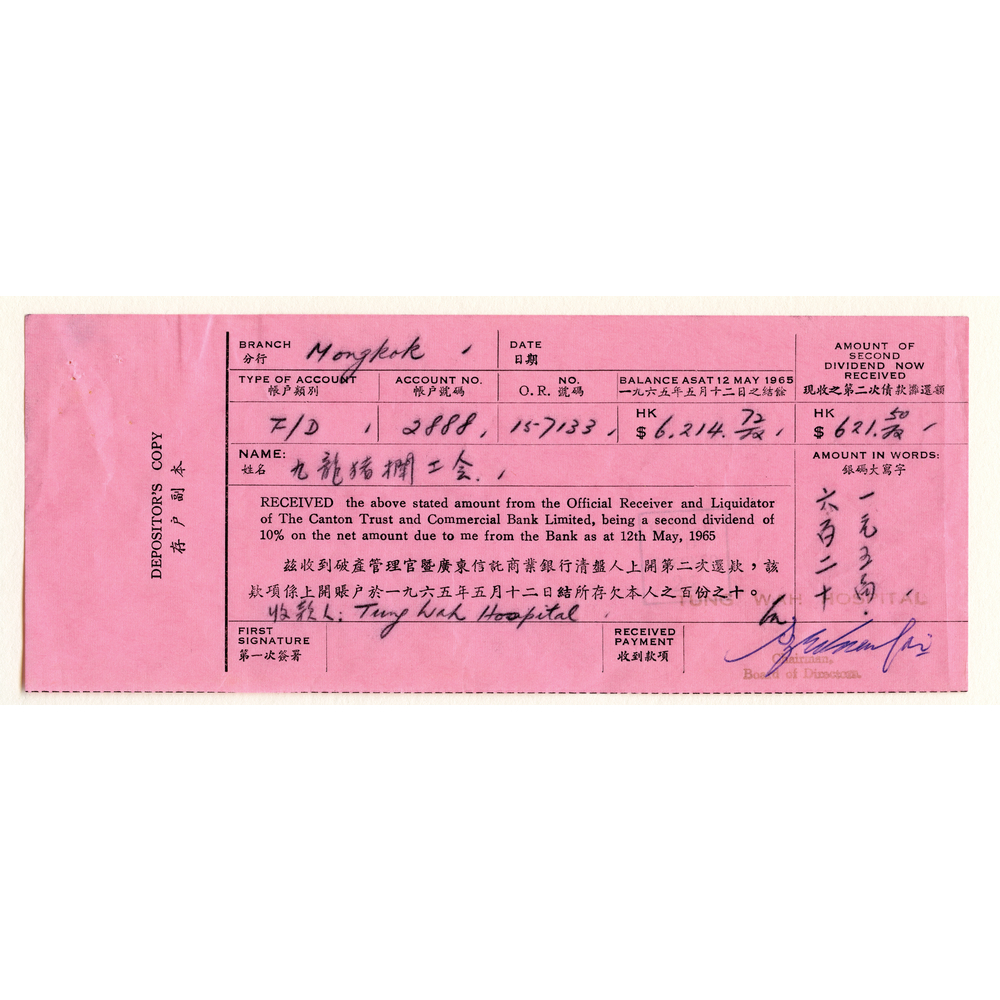 DEPOSITOR'S COPY
存户副本
BRANCH
分行
Mongkok
DATE
日期
AMOUNT OF
SECOND
DIVIDEND NOW
RECEIVED
現收之第二次債款攤還額
TYPE OF ACCOUNT
帳户類別
ACCOUNT NO.
帳户號碼
NO.
O. R. 號碼
BALANCE AS AT 12 MAY 1965
一九六五年五月十二日之結餘
F/D
2888
157133
HK
$ 6,214. 72
HK
$ 621. 50
NAME:
姓名
九龍猪欄工会
AMOUNT IN WORDS:
銀碼大寫字
六百二十
一元五角
RECEIVED the above stated amount from the Official Receiver and Liquidator
of The Canton Trust and Commercial Bank Limited, being a second dividend of
10% on the net amount due to me from the Bank as at 12th May, 1965
茲收到破產管理官暨廣東信託商業銀行清盤人上開第二次還欵，該
欵項係上開賬户於一九六五年五月十二日結所存欠本人之百份之十。
收款人: Tung Wah Hospital
TUNG WAH HOSPITAL
FIRST
SIGNATURE
第一次簽署
RECEIVED
PAYMENT
收到款項
Chairman,
Board of Directors.